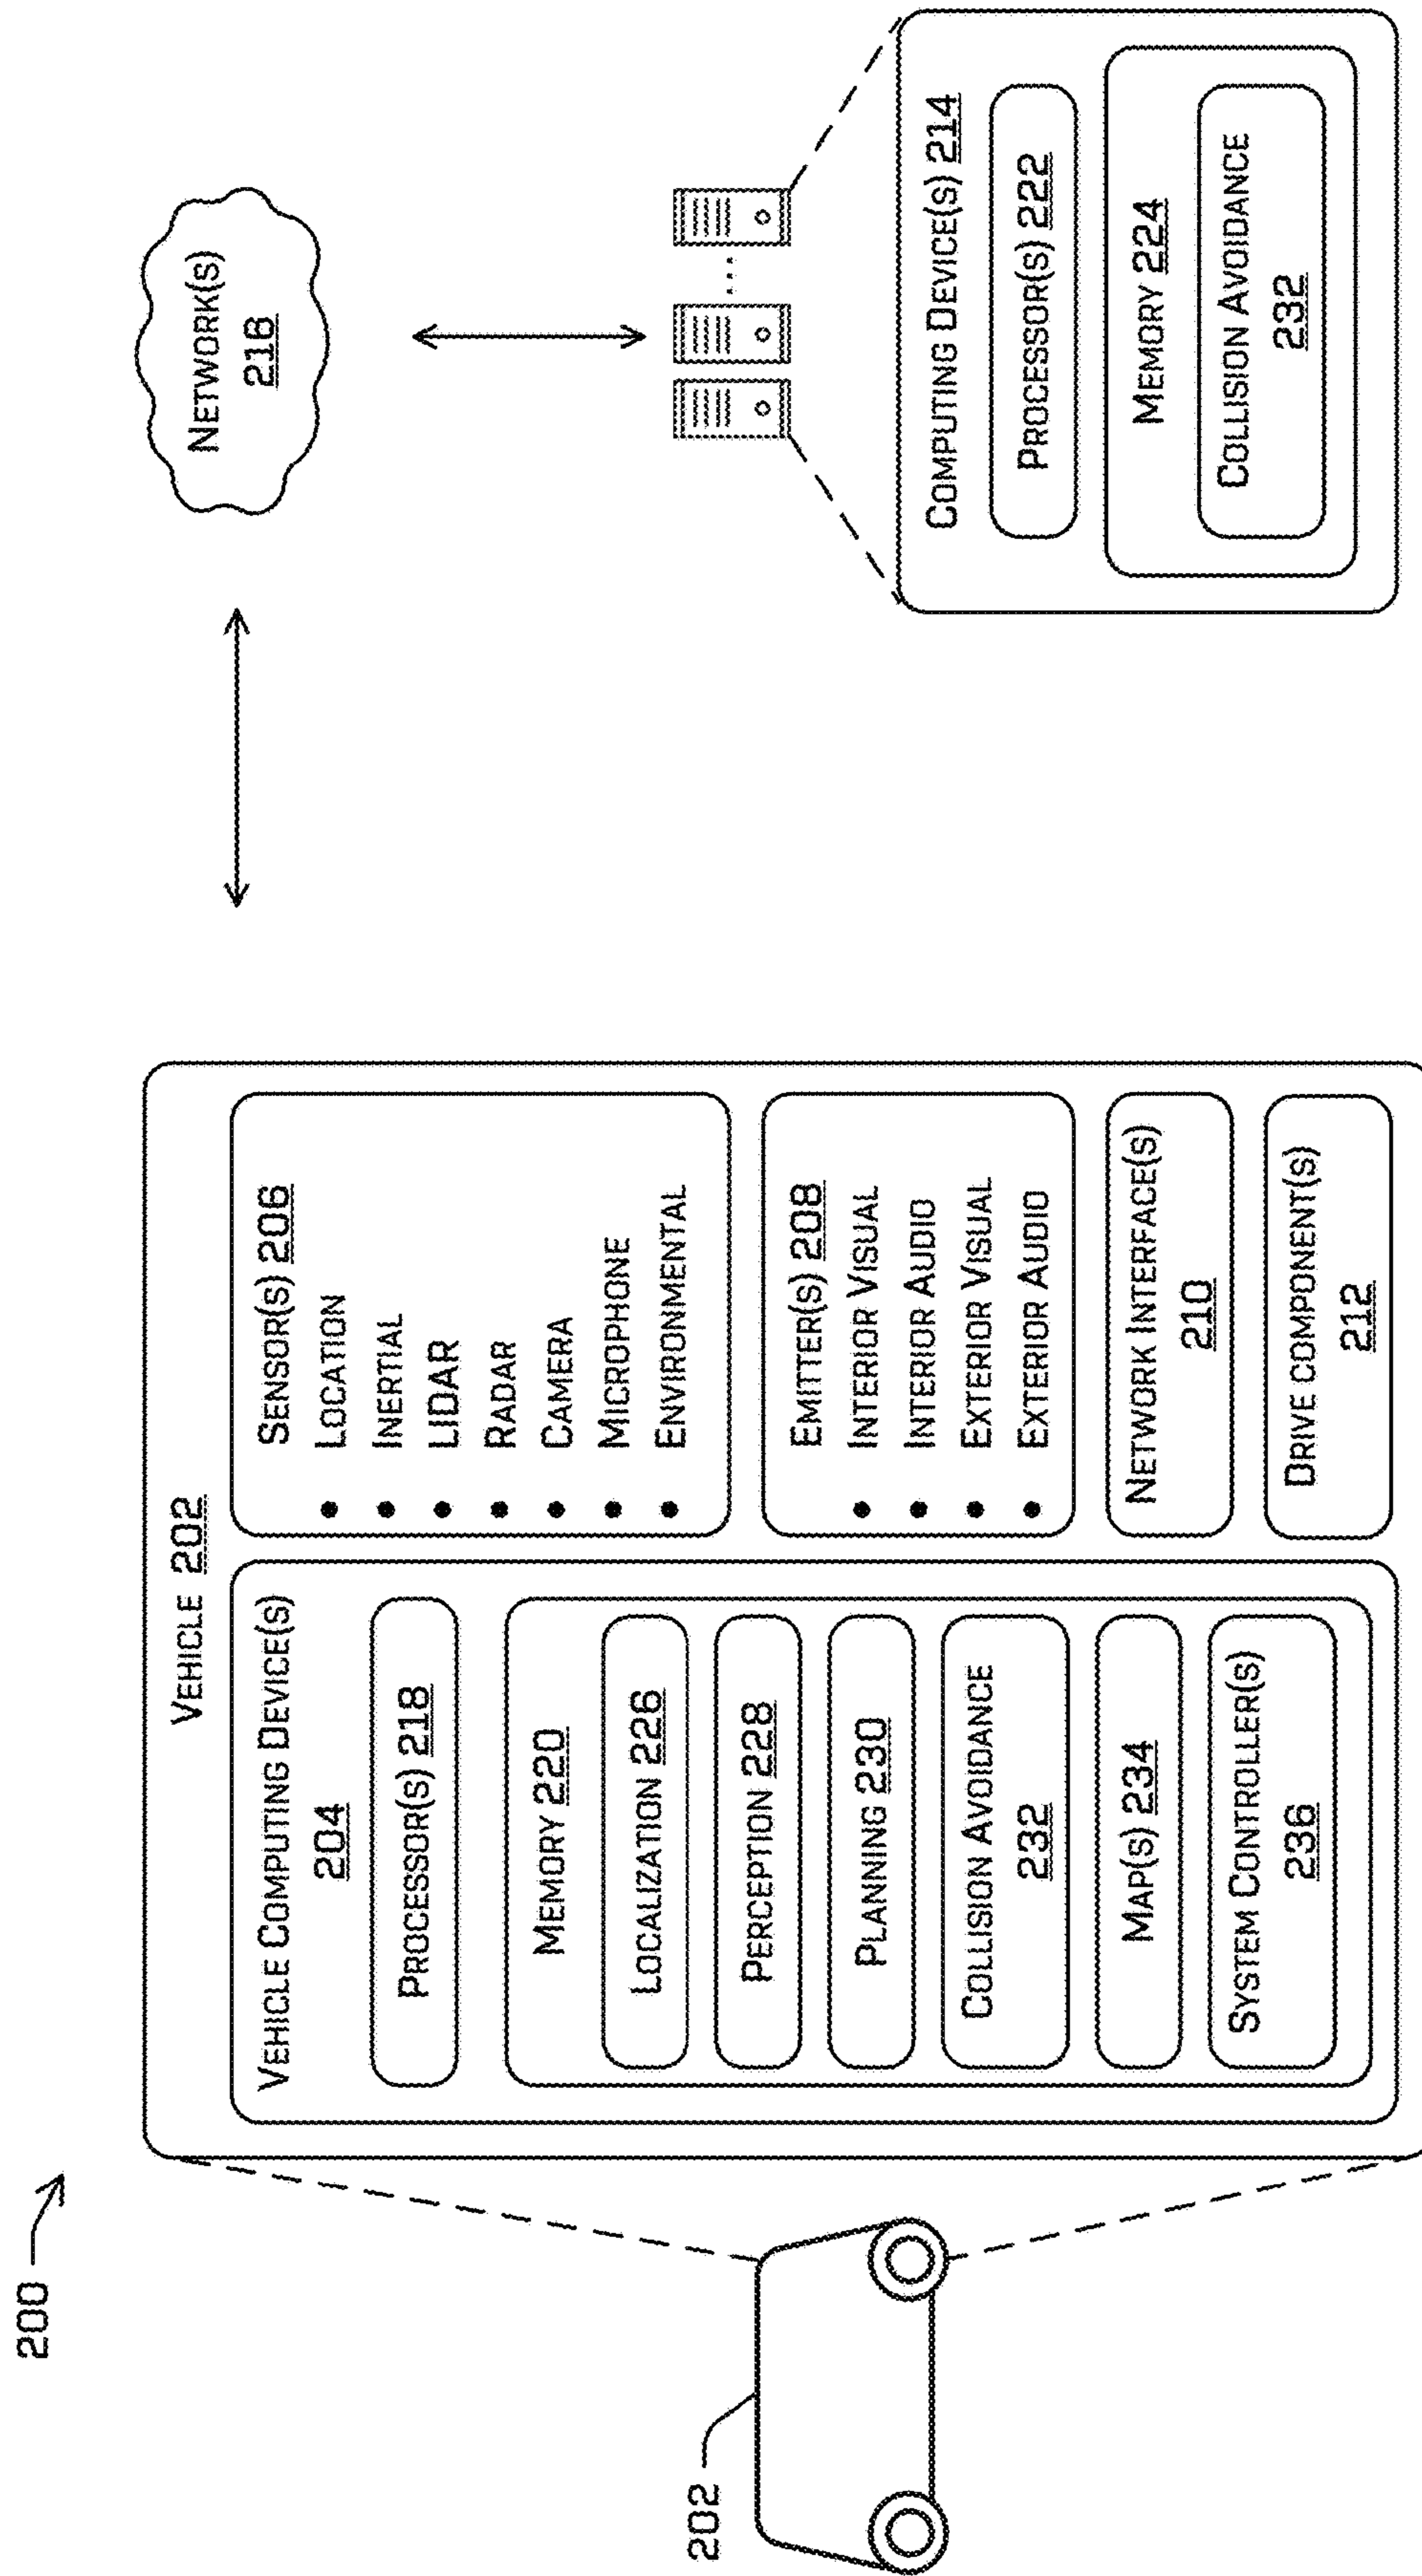 200
202
VEHICLE 202
VEHICLE COMPUTING DEVICE(S)
204
PROCESSOR(S) 218
MEMORY 220
LOCALIZATION 226
PERCEPTION 228
PLANNING 230
COLLISION AVOIDANCE
232
MAP(S) 234
SYSTEM CONTROLLER(S)
236
SENSOR(S) 206
• LOCATION
• INERTIAL
• LIDAR
• RADAR
• CAMERA
• MICROPHONE
• ENVIRONMENTAL
EMITTER(S) 208
• INTERIOR VISUAL
• INTERIOR AUDIO
• EXTERIOR VISUAL
• EXTERIOR AUDIO
NETWORK INTERFACE(S)
210
DRIVE COMPONENT(S)
212
NETWORK(S)
216
...
COMPUTING DEVICE(S) 214
PROCESSOR(S) 222
MEMORY 224
COLLISION AVOIDANCE
232